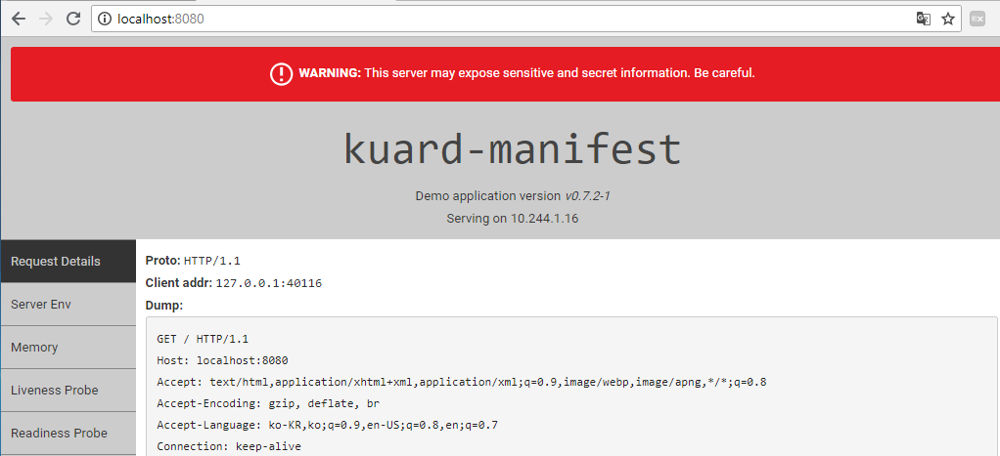 localhost:8080
WARNING: This server may expose sensitive and secret information. Be careful.
kuard-manifest
Demo application version v0.7.2-1
Serving on 10.244.1.16
Request Details
Server Env
Memory
Liveness Probe
Readiness Probe
Proto: HTTP/1.1
Client addr: 127.0.0.1:40116
Dump:
GET / HTTP/1.1
Host: localhost:8080
Accept: text/html,application/xhtml+xml,application/xml;q=0.9,image/webp,image/apng,*/*;q=0.8
Accept-Encoding: gzip, deflate, br
Accept-Language: ko-KR,ko;q=0.9,en-US;q=0.8,en;q=0.7
Connection: keep-alive